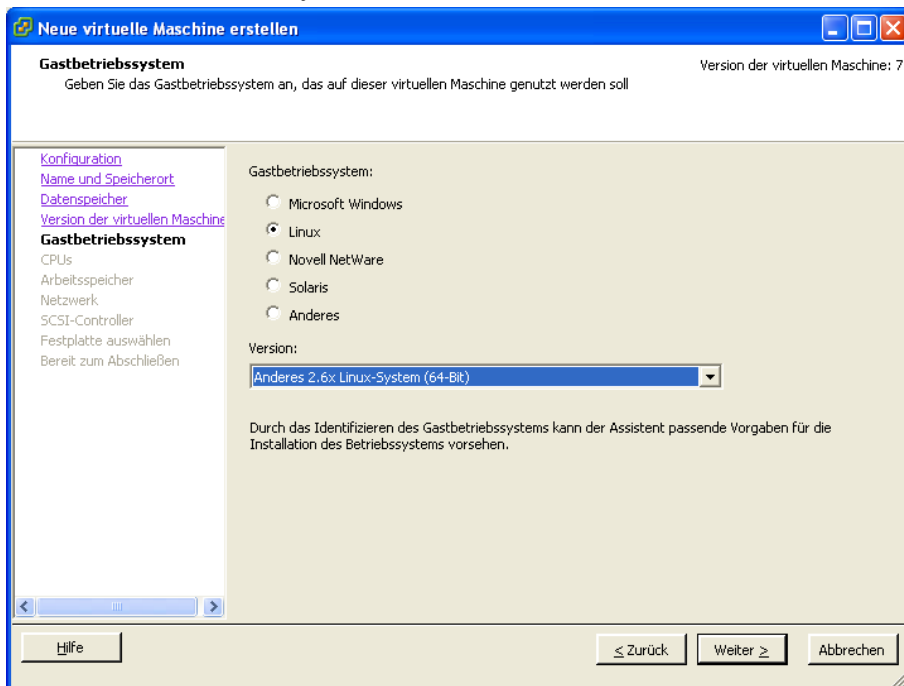 Neue virtuelle Maschine erstellen
Gastbetriebssystem
Geben Sie das Gastbetriebssystem an, das auf dieser virtuellen Maschine genutzt werden soll
Version der virtuellen Maschine: 7
Konfiguration
Name und Speicherort
Datenspeicher
Version der virtuellen Maschine
Gastbetriebssystem
CPUs
Arbeitsspeicher
Netzwerk
SCSI-Controller
Festplatte auswählen
Bereit zum Abschließen
Gastbetriebssystem:
Microsoft Windows
Linux
Novell NetWare
Solaris
Anderes
Version:
Anderes 2.6x Linux-System (64-Bit)
Durch das Identifizieren des Gastbetriebssystems kann der Assistent passende Vorgaben für die
Installation des Betriebssystems vorsehen.
Hilfe
< Zurück
Weiter >
Abbrechen